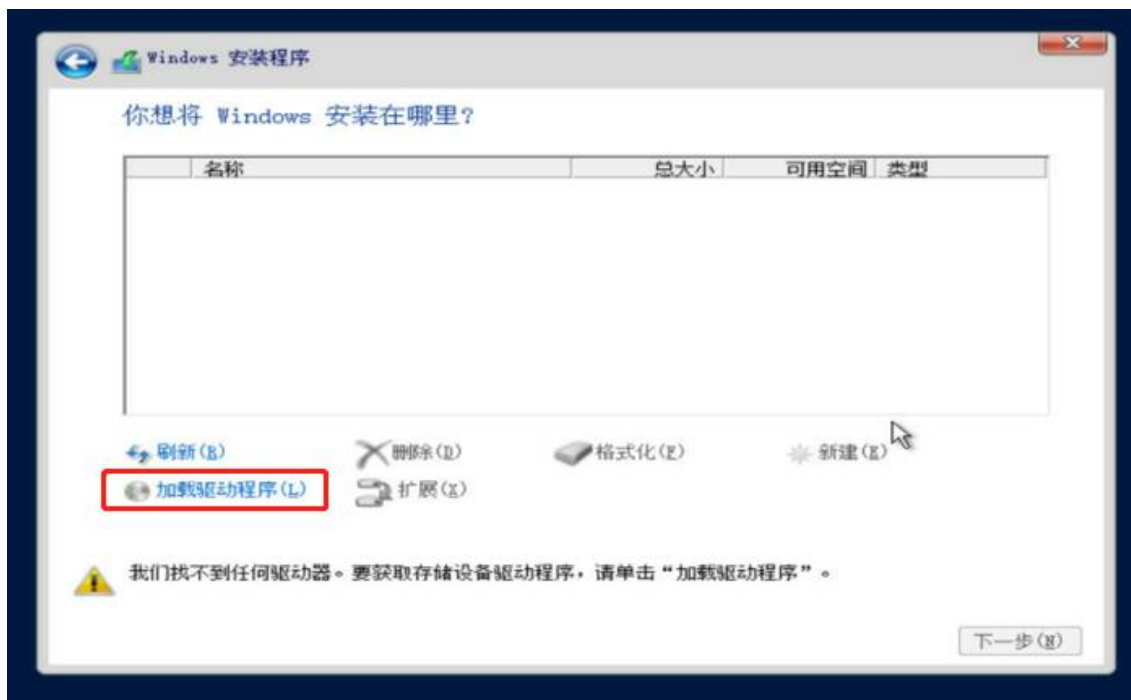 Windows 安装程序
你想将 Windows 安装在哪里?
名称 总大小 可用空间 类型
刷新(R) 删除(D) 格式化(F) 新建(E)
加载驱动程序(L) 扩展(X)
我们找不到任何驱动器。要获取存储设备驱动程序，请单击“加载驱动程序”。
下一步(N)